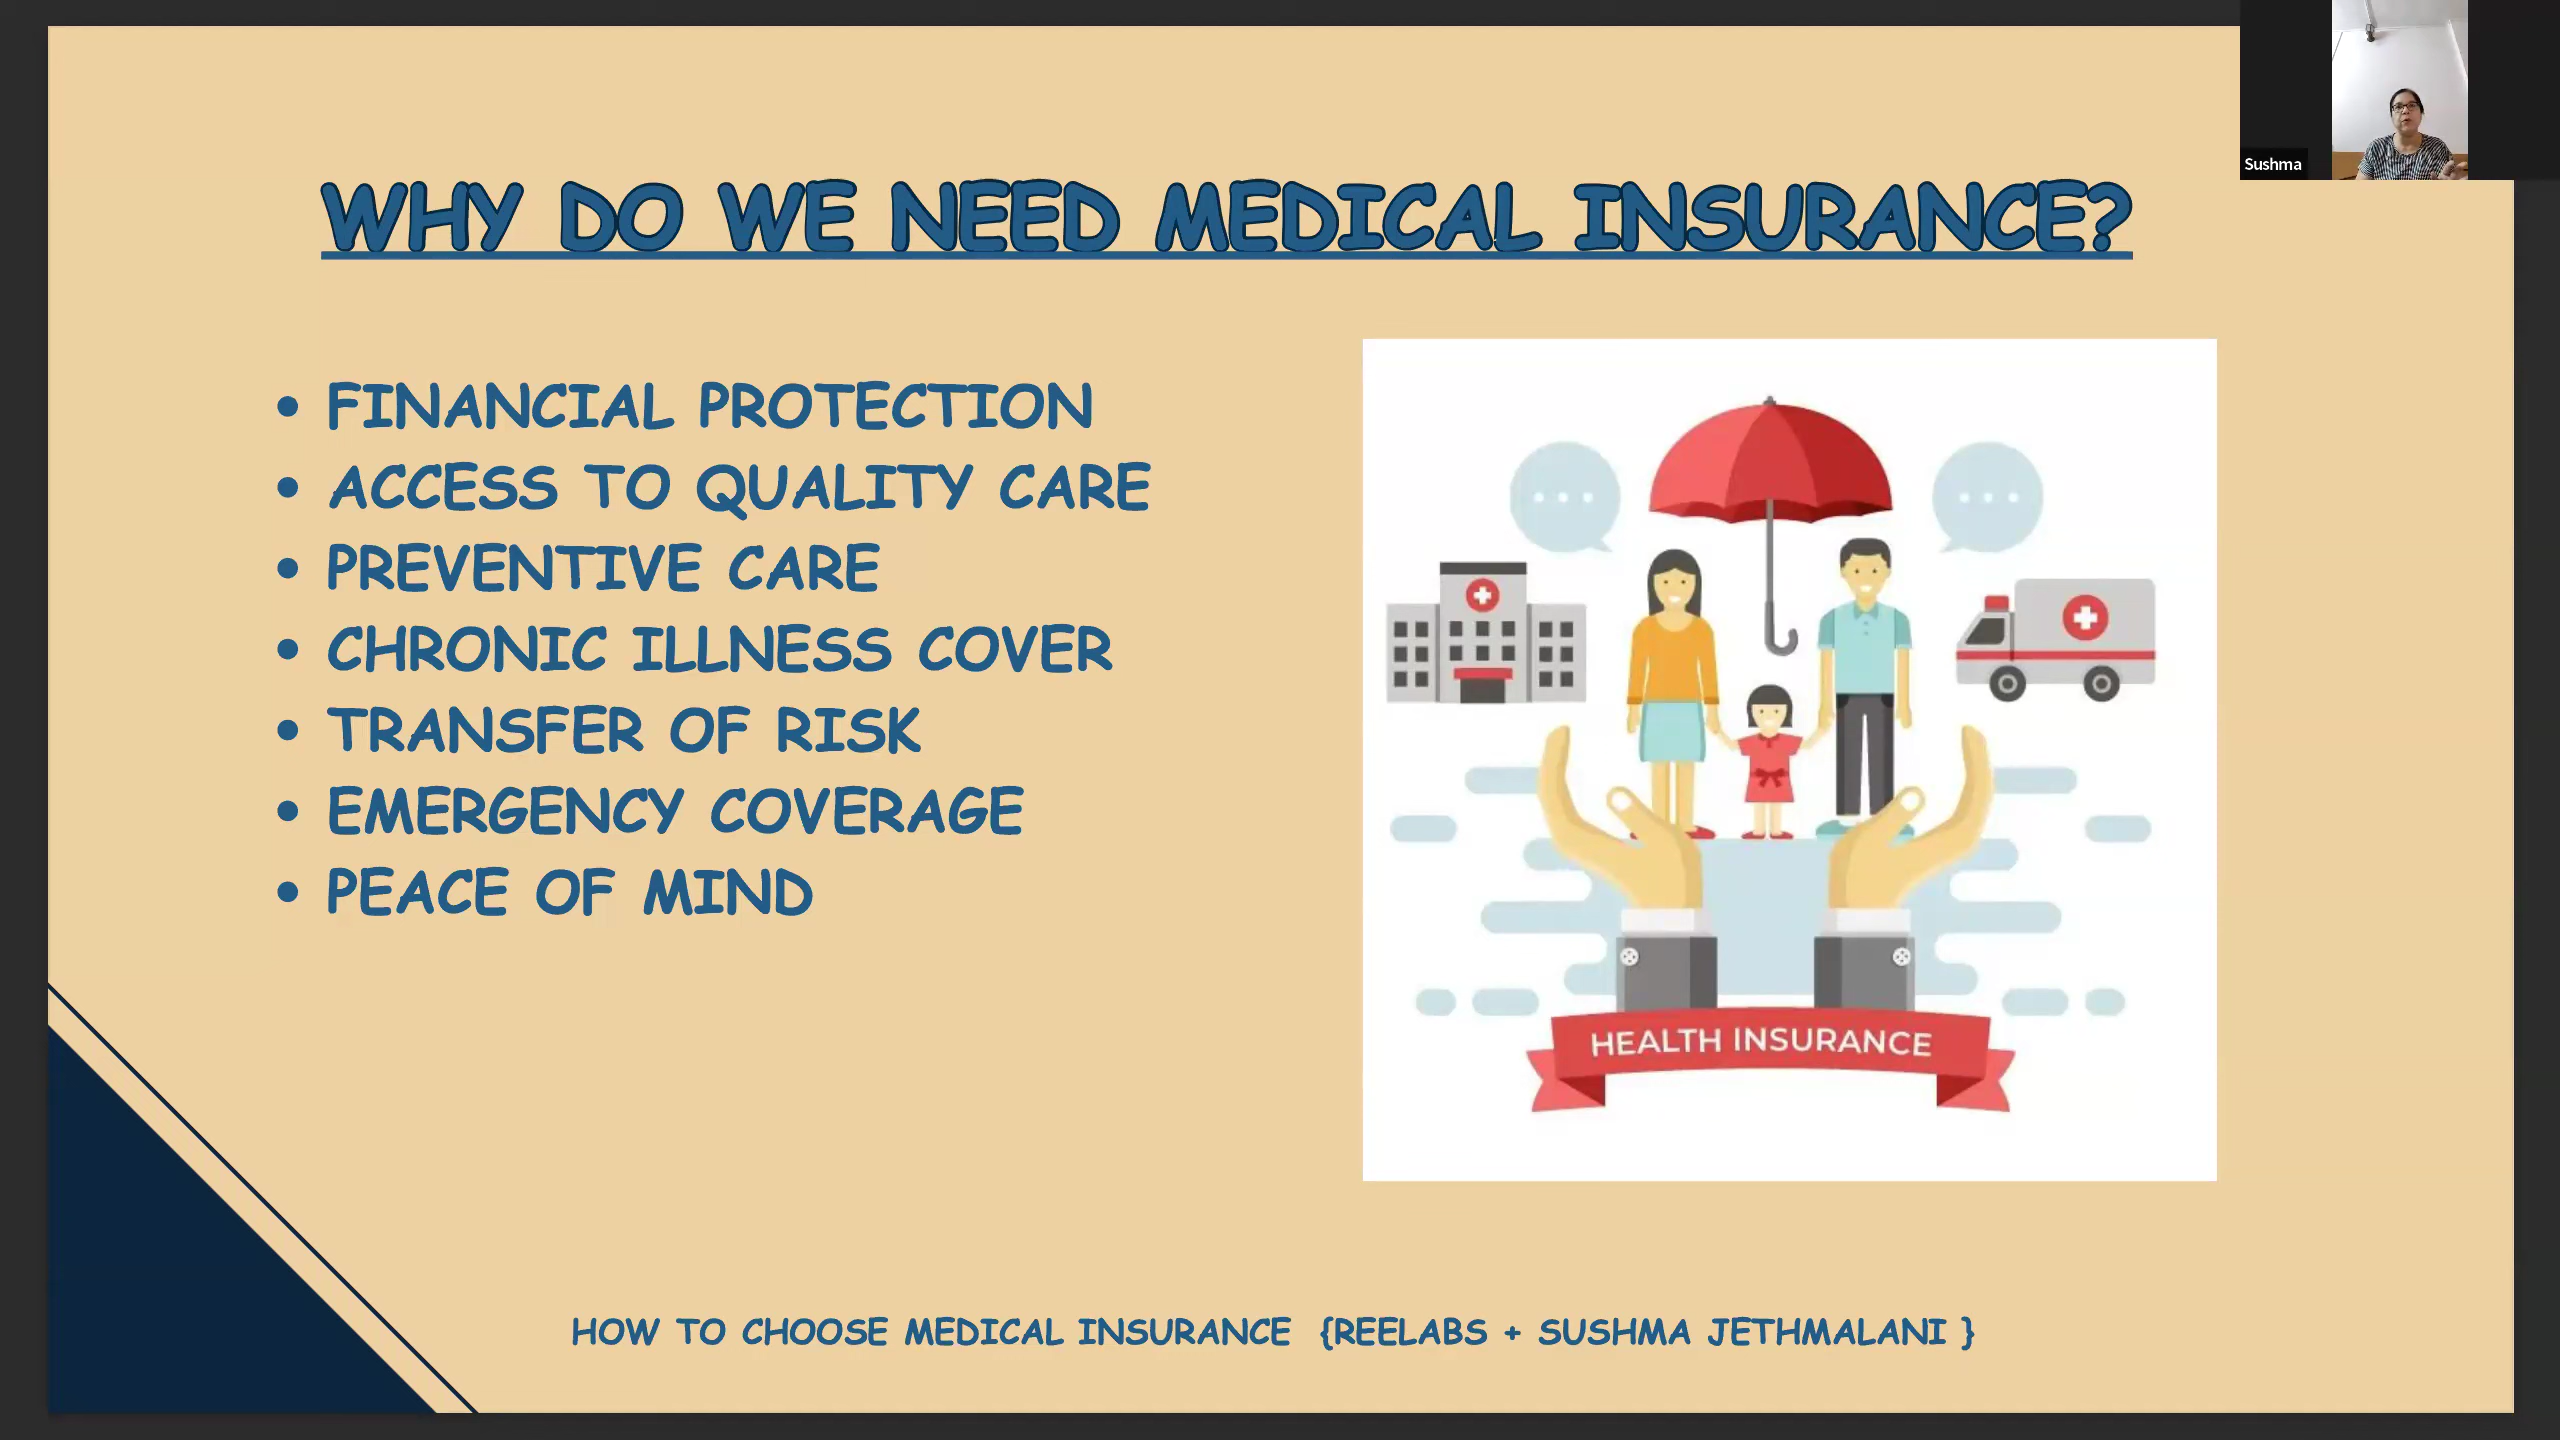 Sushma
WHY DO WE NEED MEDICAL INSURANCE?
• FINANCIAL PROTECTION
• ACCESS TO QUALITY CARE
• PREVENTIVE CARE
• CHRONIC ILLNESS COVER
• TRANSFER OF RISK
• EMERGENCY COVERAGE
• PEACE OF MIND
HEALTH INSURANCE
HOW TO CHOOSE MEDICAL INSURANCE {REELABS + SUSHMA JETHMALANI }